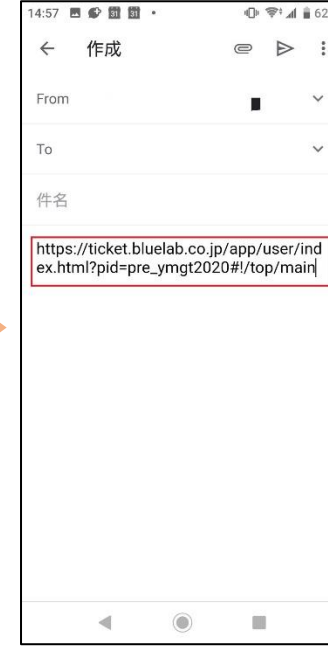 14:57
62
作成
From
To
件名
https://ticket.bluelab.co.jp/app/user/ind
ex.html?pid=pre_ymgt2020#!/top/main